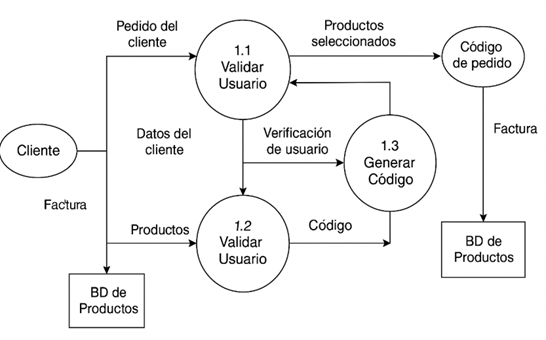 Pedido del
cliente
1.1
Validar
Usuario
Productos
seleccionados
Código
de pedido
Cliente
Datos del
cliente
Verificación
de usuario
1.3
Generar
Código
Factura
Factura
Productos
1.2
Validar
Usuario
Código
BD de
Productos
BD de
Productos